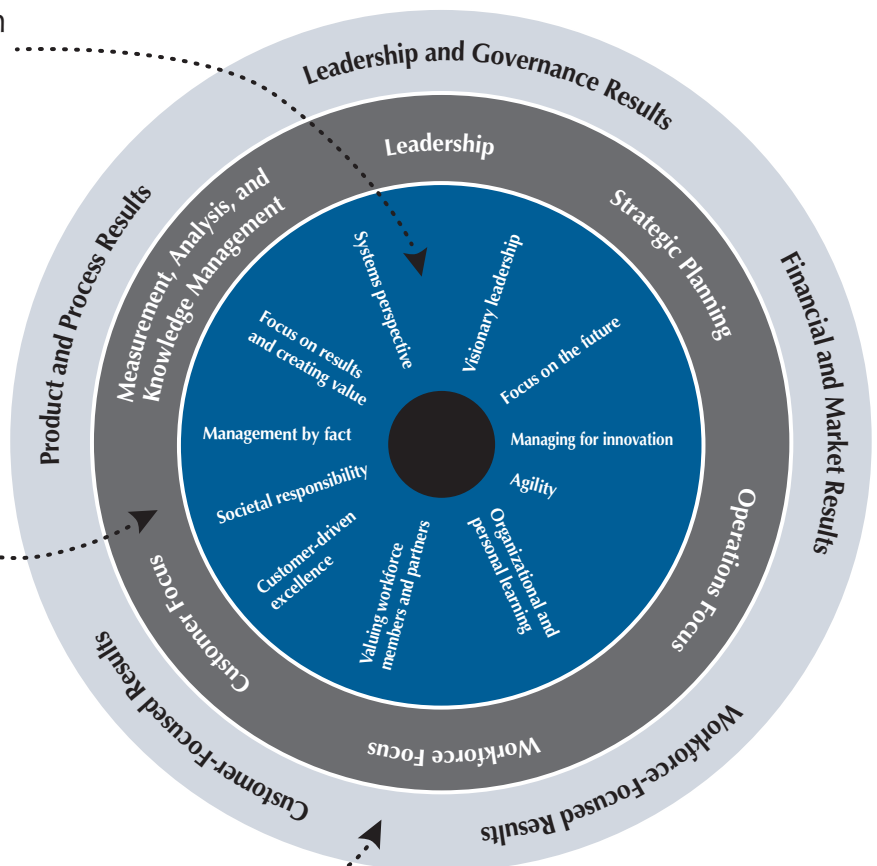 Leadership and Governance Results
Financial and Market Results
Workforce-Focused Results
Customer-Focused Results
Product and Process Results
Leadership
Strategic Planning
Operations Focus
Workforce Focus
Customer Focus
Measurement, Analysis, and
Knowledge Management
Systems perspective
Visionary leadership
Focus on the future
Managing for innovation
Agility
Organizational and
personal learning
Valuing workforce
members and partners
Customer-driven
excellence
Societal responsibility
Management by fact
Focus on results
and creating value